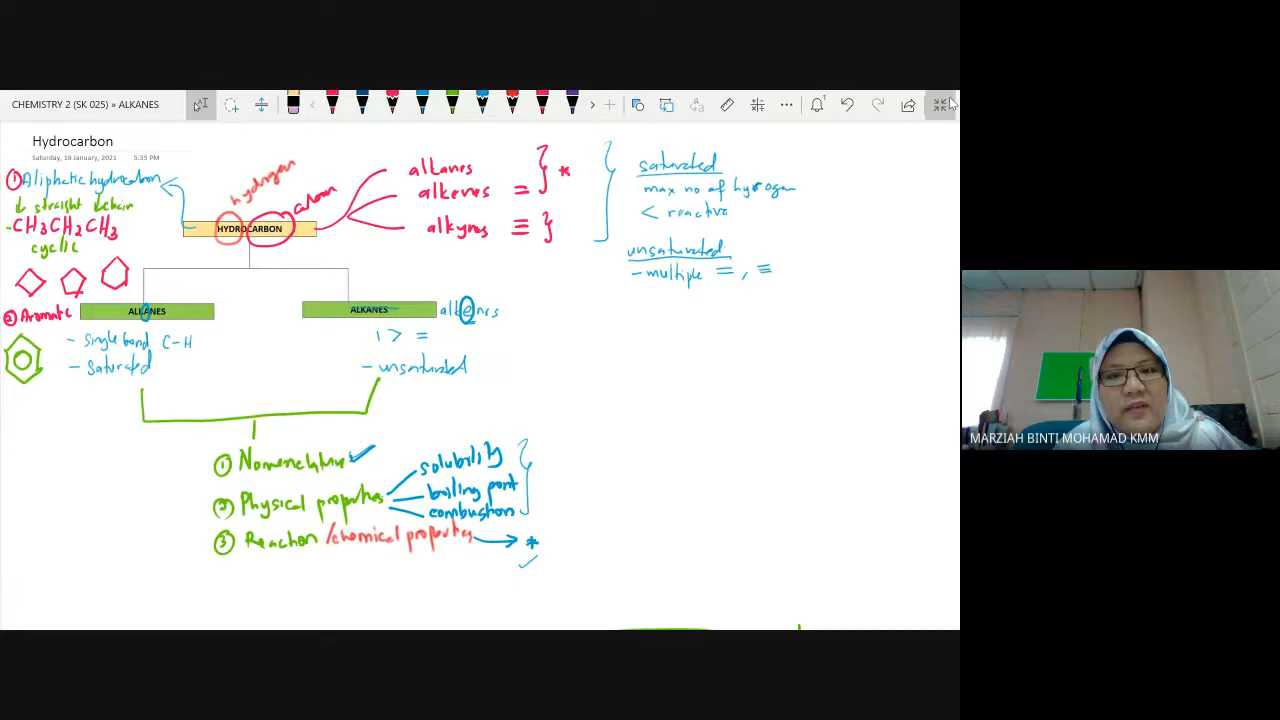 CHEMISTRY 2 (SK 025) » ALKANES
Hydrocarbon
Saturday, 16 January, 2021 5:35 PM
① Aliphatic hydrocarbon
↓ straight ↓ chain
- CH3CH2CH3
cyclic
② Aromatic
hydrogen
carbon
HYDROCARBON
alkanes
alkenes =
alkynes ≡
*
saturated
max no of hyrogen
< reactive
unsaturated
- multiple = , ≡
ALKANES
- single bond C-H
- saturated
ALKANES alkenes
1 > =
- unsaturated
① Nomenclature ✓
② Physical properties
solubility
boiling point
combustion
③ Reaction /chemical properties → *
✓
MARZIAH BINTI MOHAMAD KMM